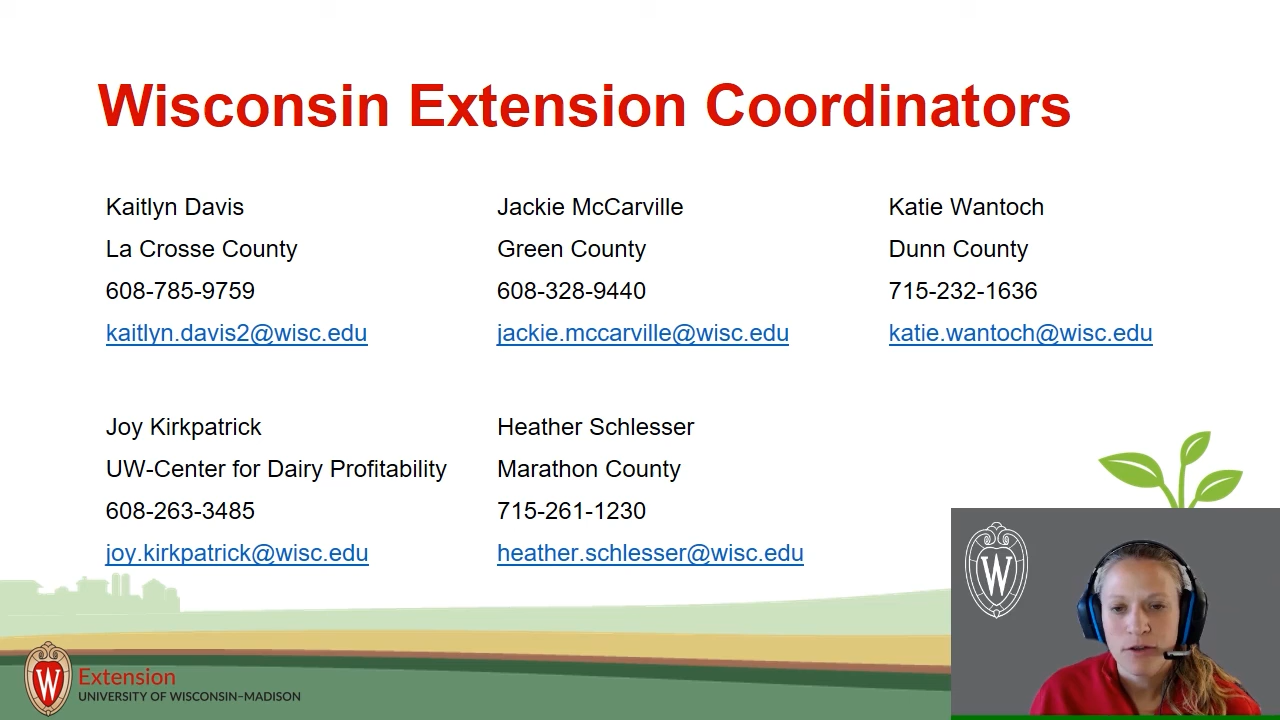 Wisconsin Extension Coordinators
Kaitlyn Davis
La Crosse County
608-785-9759
kaitlyn.davis2@wisc.edu
Jackie McCarville
Green County
608-328-9440
jackie.mccarville@wisc.edu
Katie Wantoch
Dunn County
715-232-1636
katie.wantoch@wisc.edu
Joy Kirkpatrick
UW-Center for Dairy Profitability
608-263-3485
joy.kirkpatrick@wisc.edu
Heather Schlesser
Marathon County
715-261-1230
heather.schlesser@wisc.edu
W
W
Extension
UNIVERSITY OF WISCONSIN–MADISON